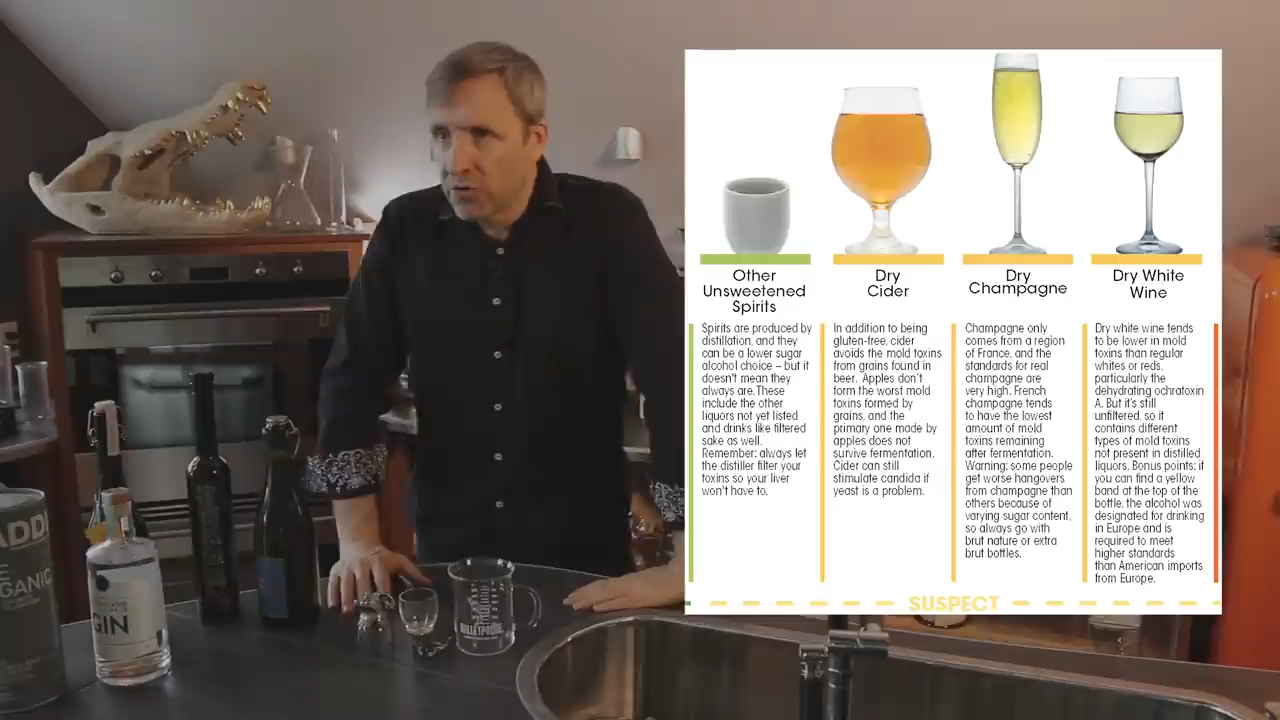 Other
Unsweetened
Spirits
Spirits are produced by
distillation, and they
can be a lower sugar
alcohol choice – but it
doesn't mean they
always are. These
include the other
liquors not yet listed
and drinks like filtered
sake as well.
Remember: always let
the distiller filter your
toxins so your liver
won't have to.
Dry
Cider
In addition to being
gluten-free, cider
avoids the mold toxins
from grains found in
beer. Apples don't
form the worst mold
toxins formed by
grains, and the
primary one made by
apples does not
survive fermentation.
Cider can still
stimulate candida if
yeast is a problem.
Dry
Champagne
Champagne only
comes from a region
of France, and the
standards for real
champagne are
very high. French
champagne tends
to have the lowest
amount of mold
toxins remaining
after fermentation.
Warning: some people
get worse hangovers
from champagne than
others because of
varying sugar content,
so always go with
brut nature or extra
brut bottles.
Dry White
Wine
Dry white wine tends
to be lower in mold
toxins than regular
whites or reds,
particularly the
dehydrating ochratoxin
A. But it's still
unfiltered, so it
contains different
types of mold toxins
not present in distilled
liquors. Bonus points: if
you can find a yellow
band at the top of the
bottle, the alcohol was
designated for drinking
in Europe and is
required to meet
higher standards
than American imports
from Europe.
SUSPECT
GIN
BULLETPROOF